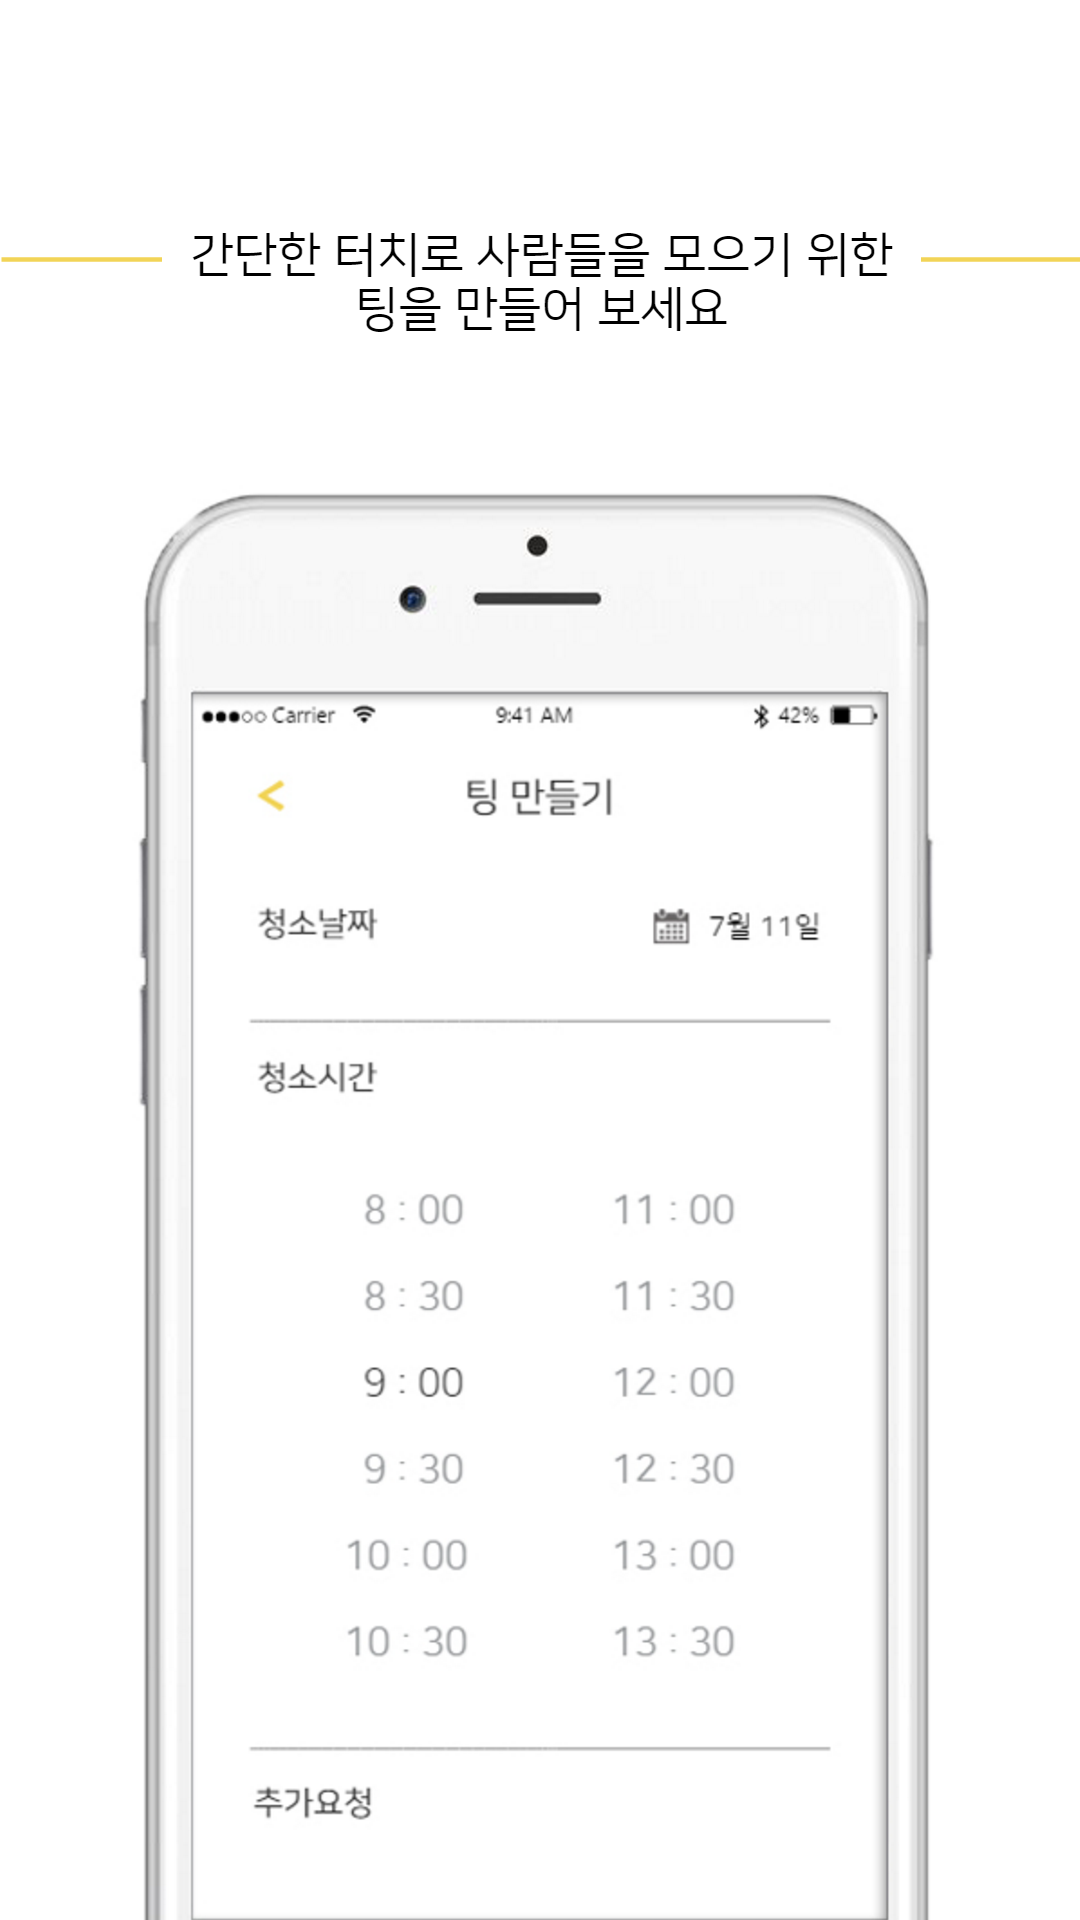 간단한 터치로 사람들을 모으기 위한
팅을 만들어 보세요
Carrier 9:41 AM 42%
< 팅 만들기
청소날짜 7월 11일
청소시간
8 : 00 11 : 00
8 : 30 11 : 30
9 : 00 12 : 00
9 : 30 12 : 30
10 : 00 13 : 00
10 : 30 13 : 30
추가요청